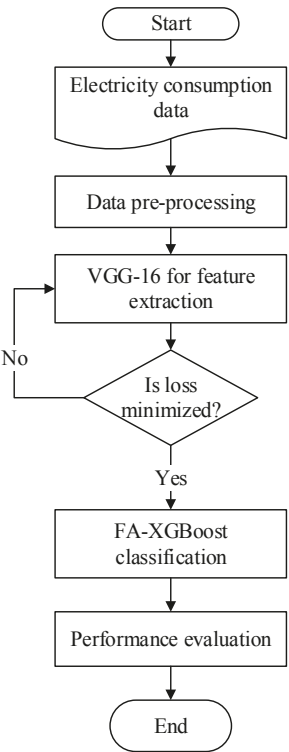 Start
Electricity consumption
data
Data pre-processing
VGG-16 for feature
extraction
No
Is loss
minimized?
Yes
FA-XGBoost
classification
Performance evaluation
End